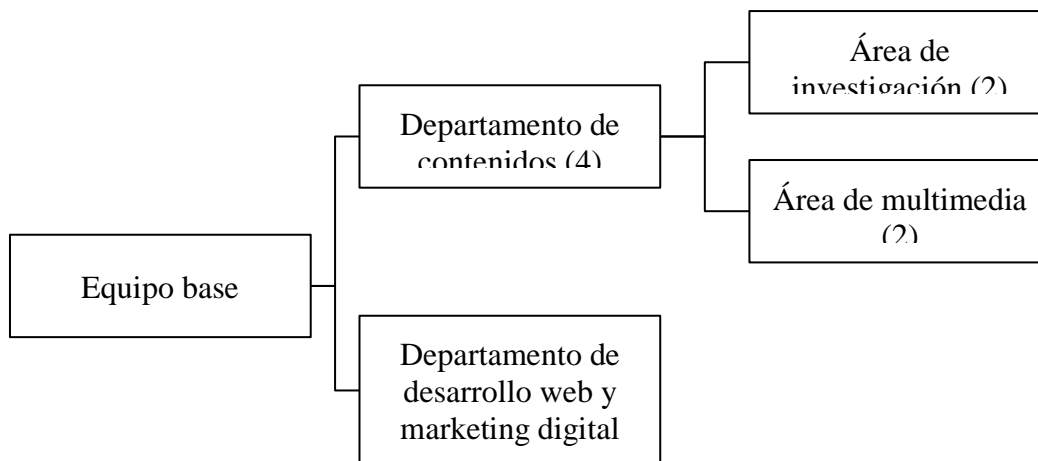 Área de
investigación (2)
Departamento de
contenidos (4)
Área de multimedia
(2)
Equipo base
Departamento de
desarrollo web y
marketing digital